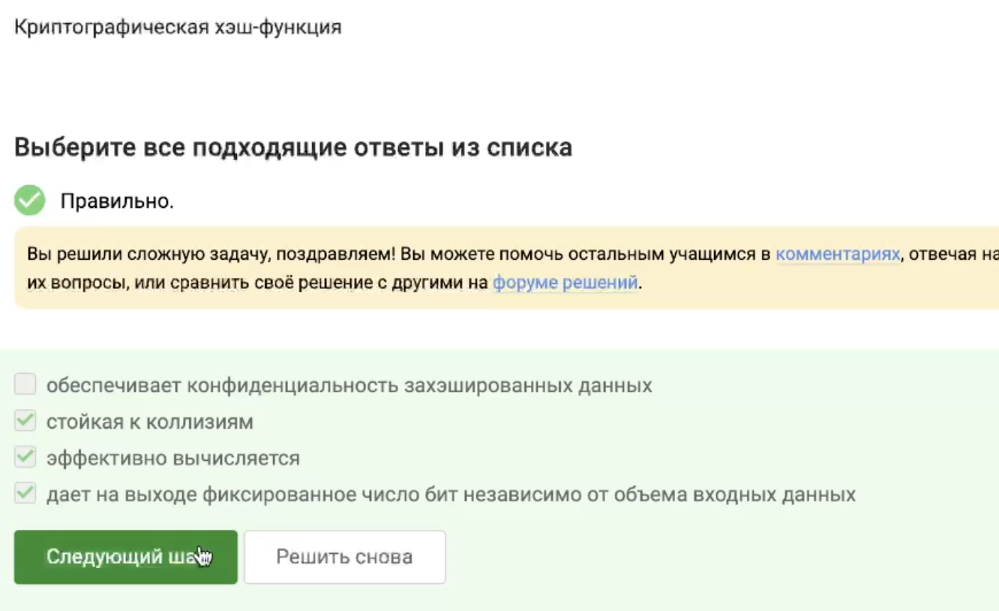 Криптографическая хэш-функция
Выберите все подходящие ответы из списка
Правильно.
Вы решили сложную задачу, поздравляем! Вы можете помочь остальным учащимся в комментариях, отвечая на
их вопросы, или сравнить своё решение с другими на форуме решений.
обеспечивает конфиденциальность захэшированных данных
стойкая к коллизиям
эффективно вычисляется
дает на выходе фиксированное число бит независимо от объема входных данных
Следующий шаг
Решить снова